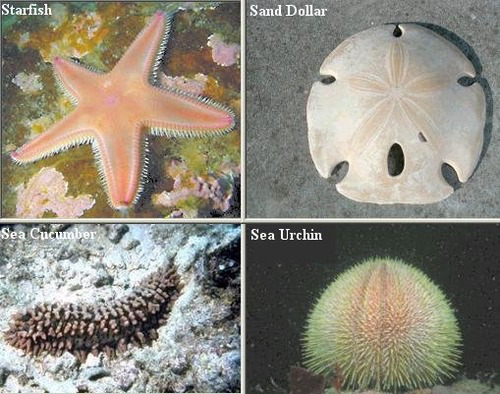 Starfish
Sand Dollar
Sea Cucumber
Sea Urchin